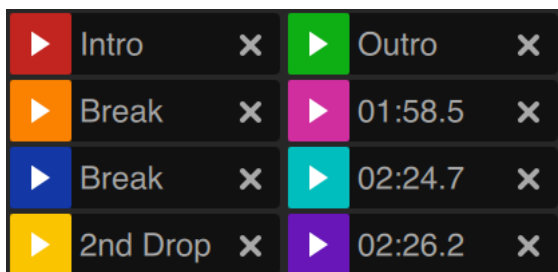 Intro
Break
Break
2nd Drop
Outro
01:58.5
02:24.7
02:26.2